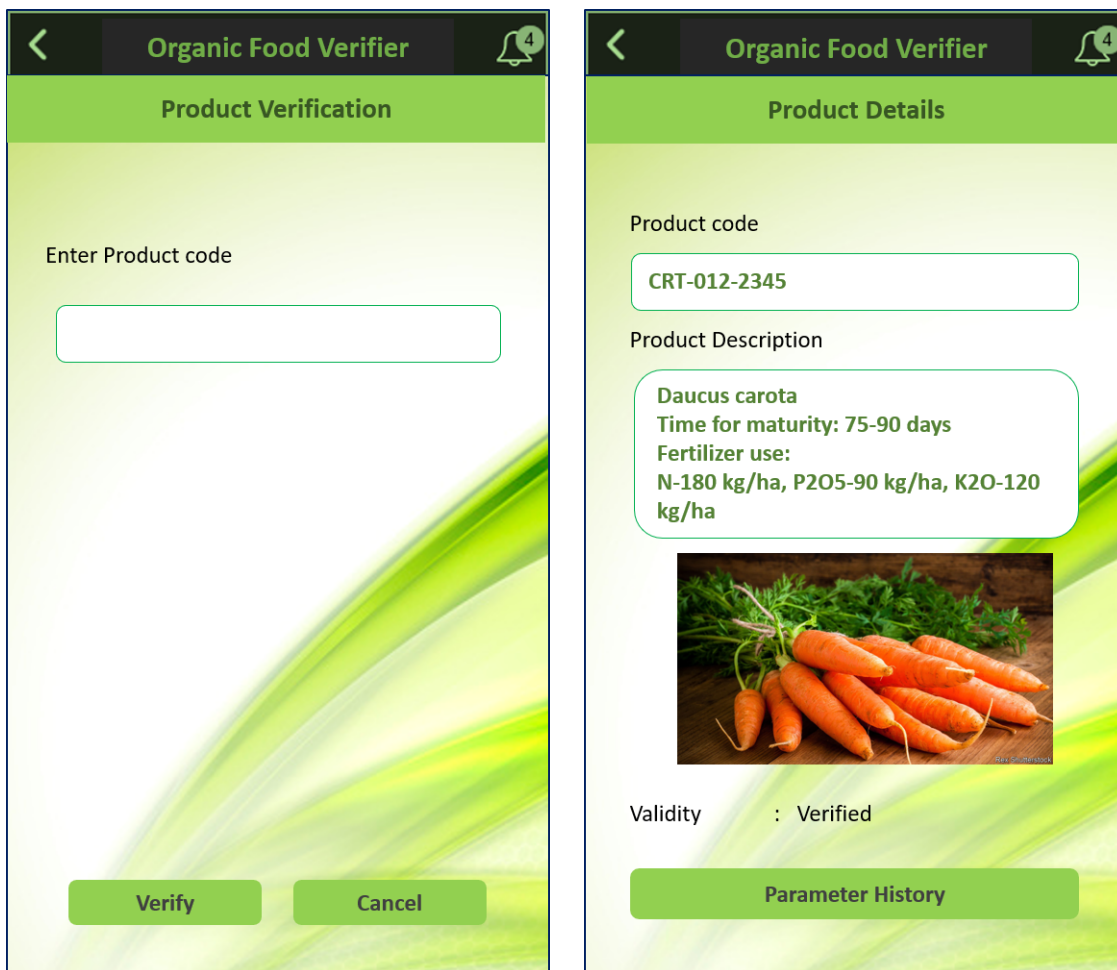 Organic Food Verifier
4
Product Verification
Enter Product code
Verify
Cancel
Organic Food Verifier
4
Product Details
Product code
CRT-012-2345
Product Description
Daucus carota
Time for maturity: 75-90 days
Fertilizer use:
N-180 kg/ha, P2O5-90 kg/ha, K2O-120
kg/ha
Validity : Verified
Parameter History